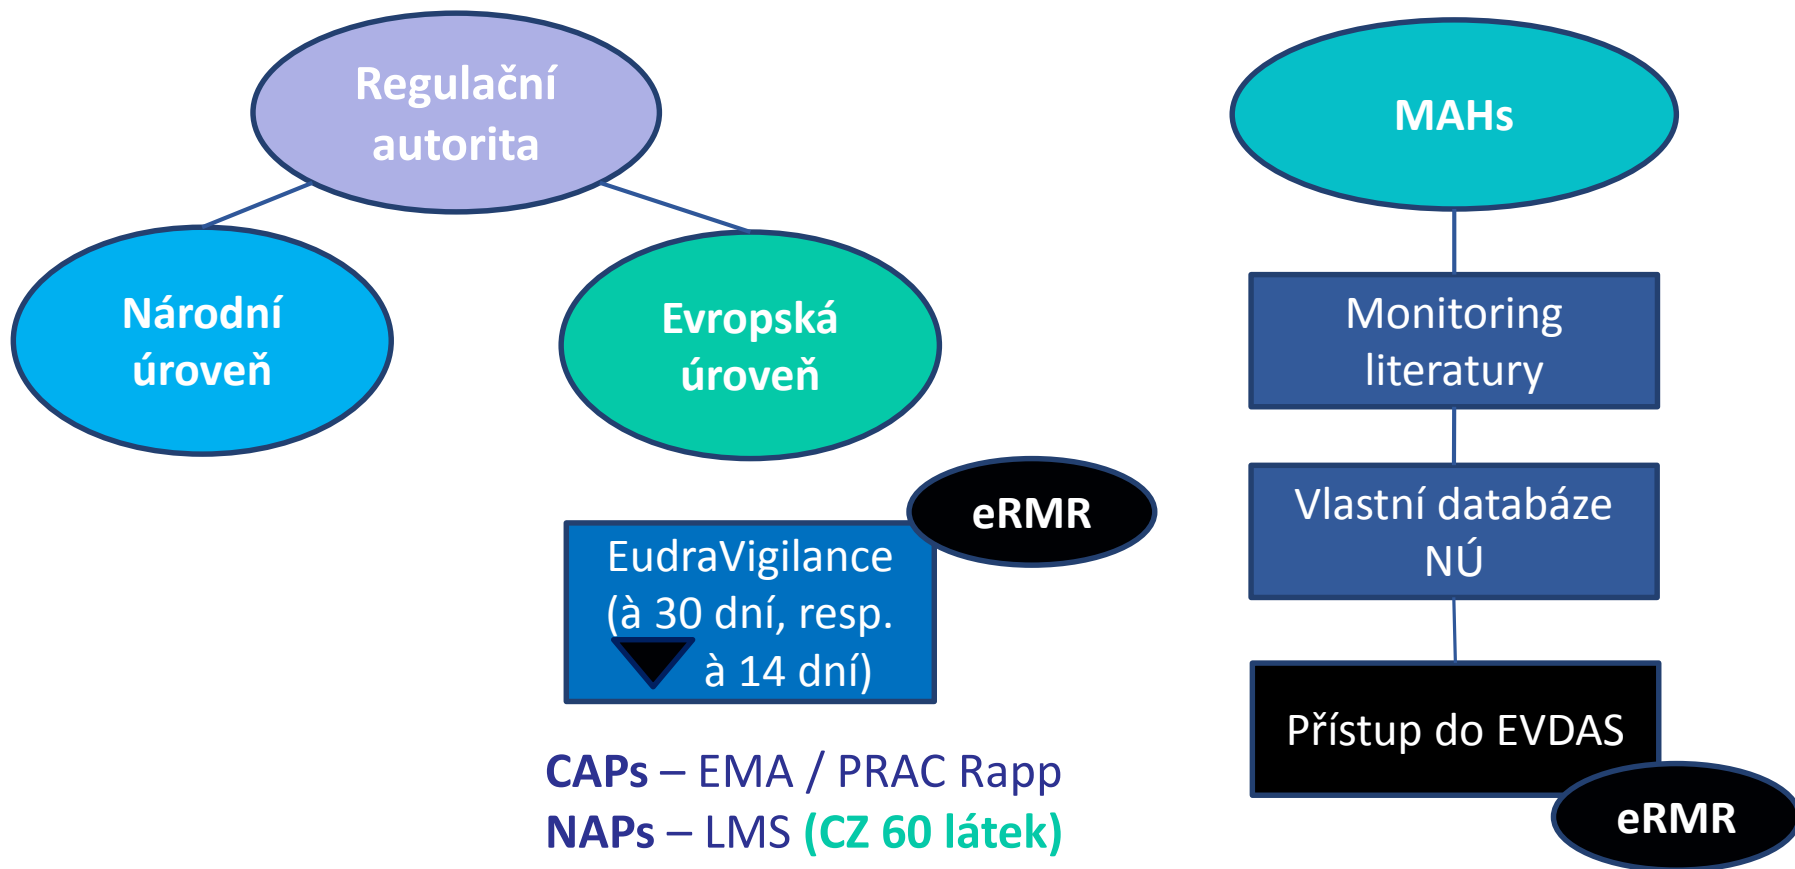 Regulační
autorita
Národní
úroveň
Evropská
úroveň
eRMR
EudraVigilance
(à 30 dní, resp.
à 14 dní)
CAPs – EMA / PRAC Rapp
NAPs – LMS (CZ 60 látek)
MAHs
Monitoring
literatury
Vlastní databáze
NÚ
Přístup do EVDAS
eRMR